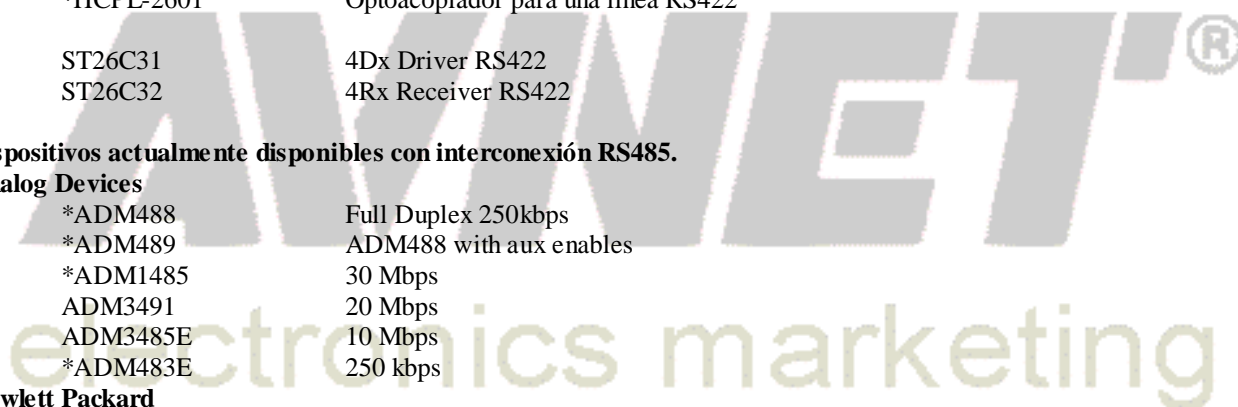 *HCPL-2601 Optoacoplador para una línea RS422
ST26C31 4Dx Driver RS422
ST26C32 4Rx Receiver RS422
spositivos actualmente disponibles con interconexión RS485.
alog Devices
*ADM488 Full Duplex 250kbps
*ADM489 ADM488 with aux enables
*ADM1485 30 Mbps
ADM3491 20 Mbps
ADM3485E 10 Mbps
*ADM483E 250 kbps
wlett Packard
AVNET®
electronics marketing